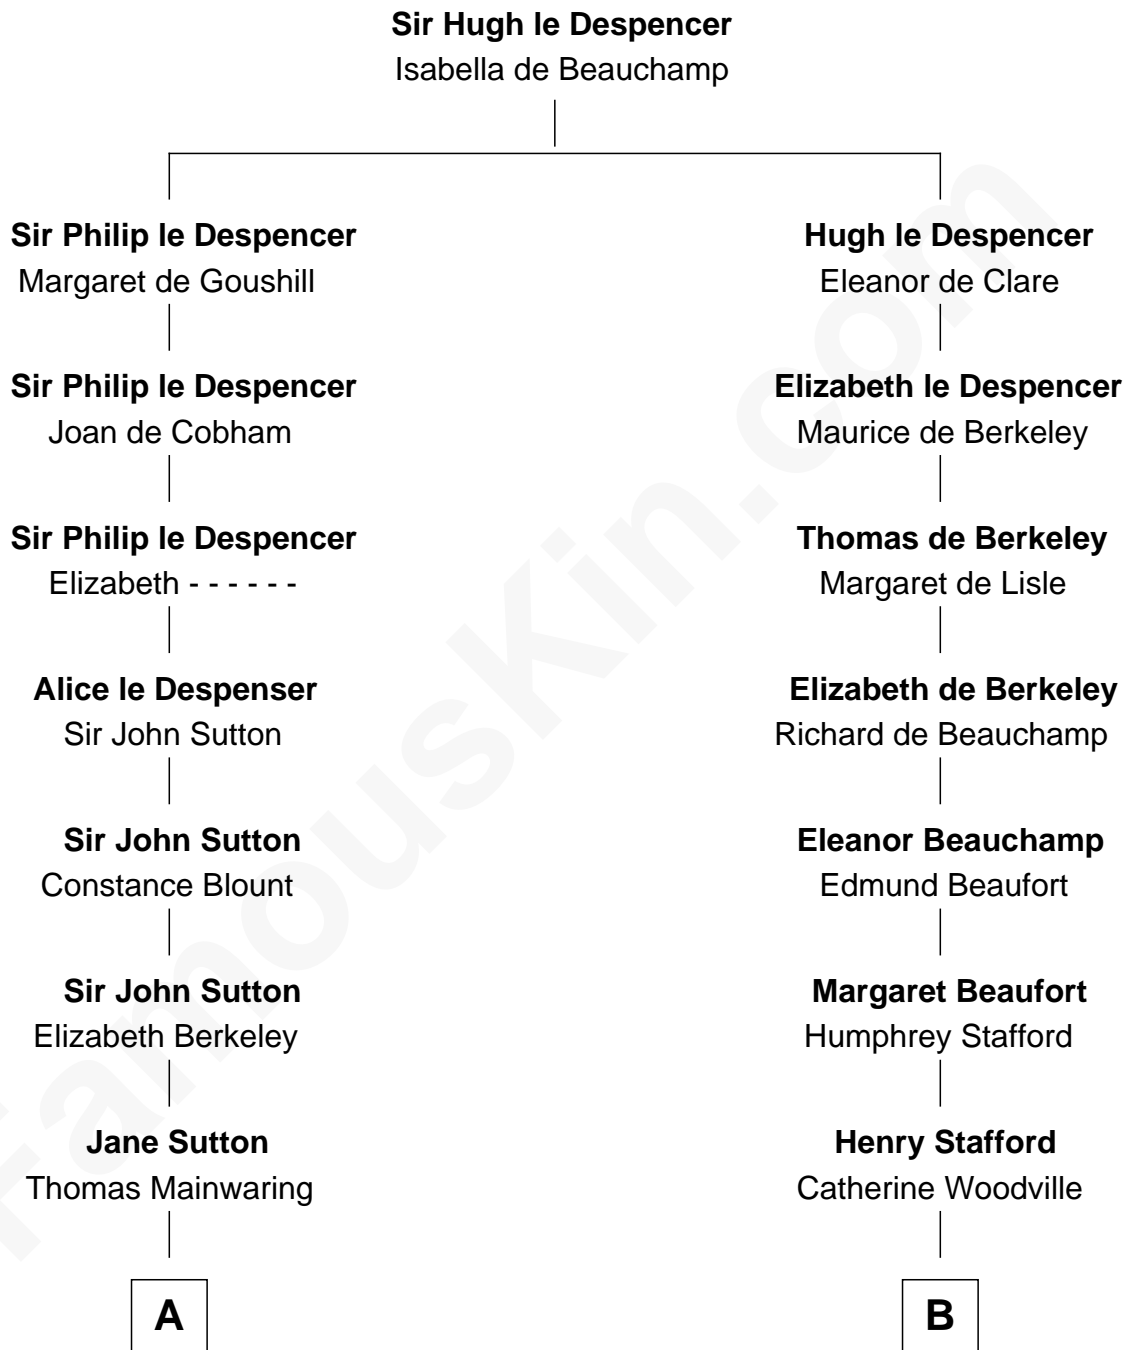 Sir Hugh le Despencer
Isabella de Beauchamp
Sir Philip le Despencer
Margaret de Goushill
Hugh le Despencer
Eleanor de Clare
Sir Philip le Despencer
Joan de Cobham
Elizabeth le Despencer
Maurice de Berkeley
Sir Philip le Despencer
Elizabeth - - - - - -
Thomas de Berkeley
Margaret de Lisle
Alice le Despenser
Sir John Sutton
Elizabeth de Berkeley
Richard de Beauchamp
Sir John Sutton
Constance Blount
Eleanor Beauchamp
Edmund Beaufort
Sir John Sutton
Elizabeth Berkeley
Margaret Beaufort
Humphrey Stafford
Jane Sutton
Thomas Mainwaring
Henry Stafford
Catherine Woodville
A
B
FamousKin.com